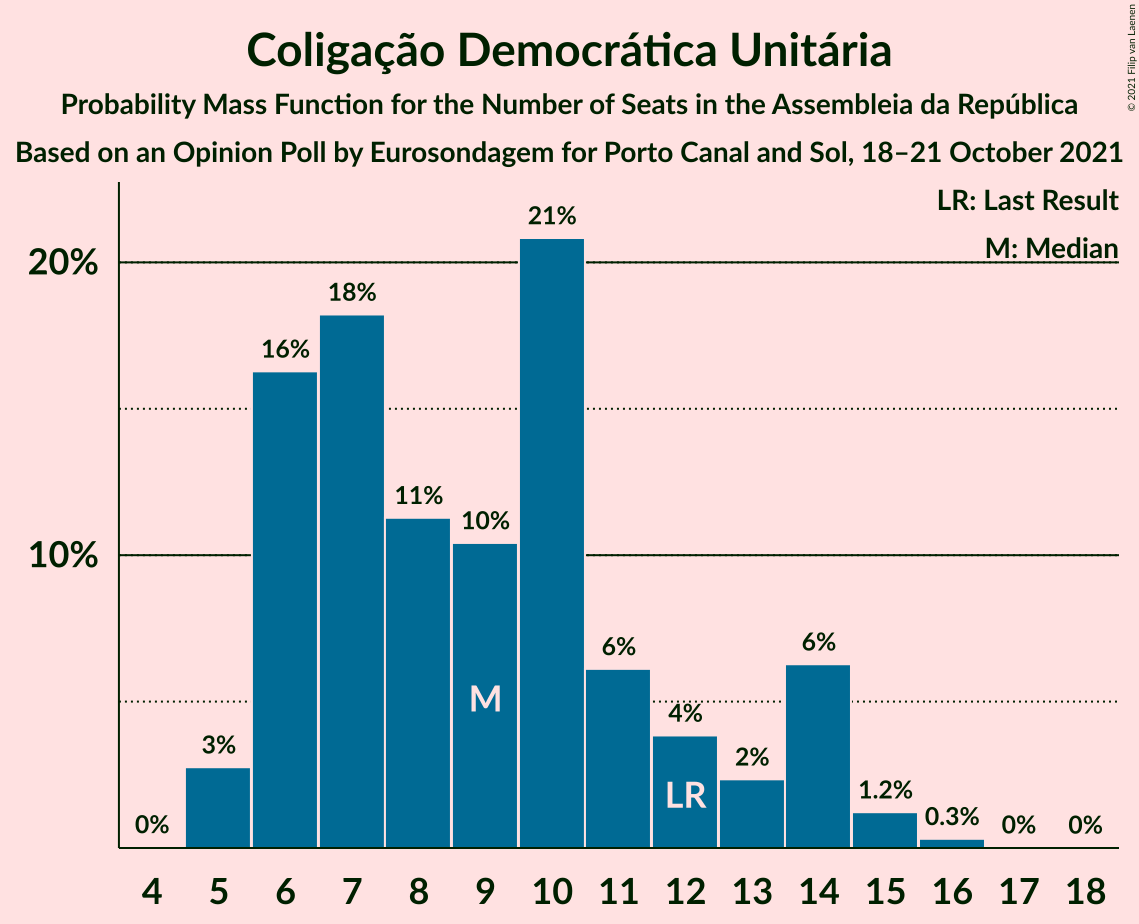 Coligação Democrática Unitária
Probability Mass Function for the Number of Seats in the Assembleia da República
Based on an Opinion Poll by Eurosondagem for Porto Canal and Sol, 18–21 October 2021
© 2021 Filip van Laenen
LR: Last Result
M: Median
20%
10%
0%
3%
16%
18%
11%
10%
21%
6%
4%
2%
6%
1.2%
0.3%
0%
0%
M
LR
4 5 6 7 8 9 10 11 12 13 14 15 16 17 18